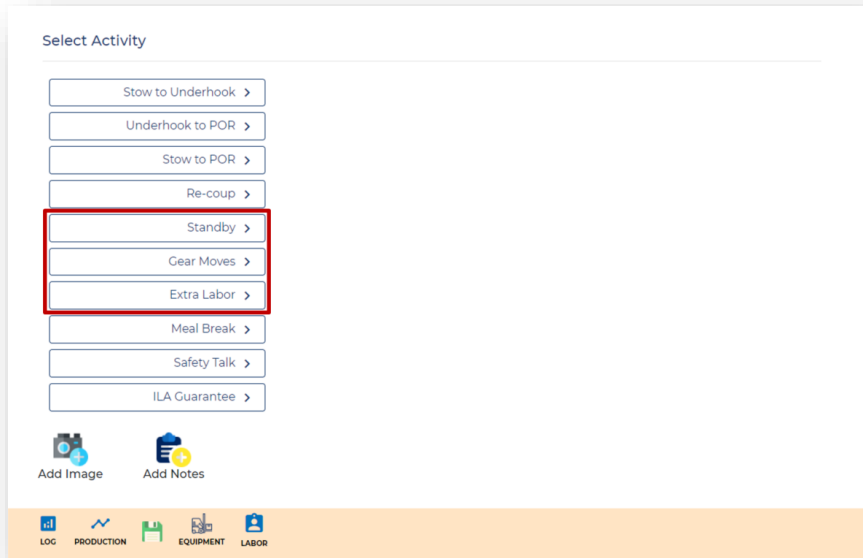 Select Activity
Stow to Underhook
Underhook to POR
Stow to POR
Re-coup
Standby
Gear Moves
Extra Labor
Meal Break
Safety Talk
ILA Guarantee
Add Image Add Notes
LOG PRODUCTION EQUIPMENT LABOR